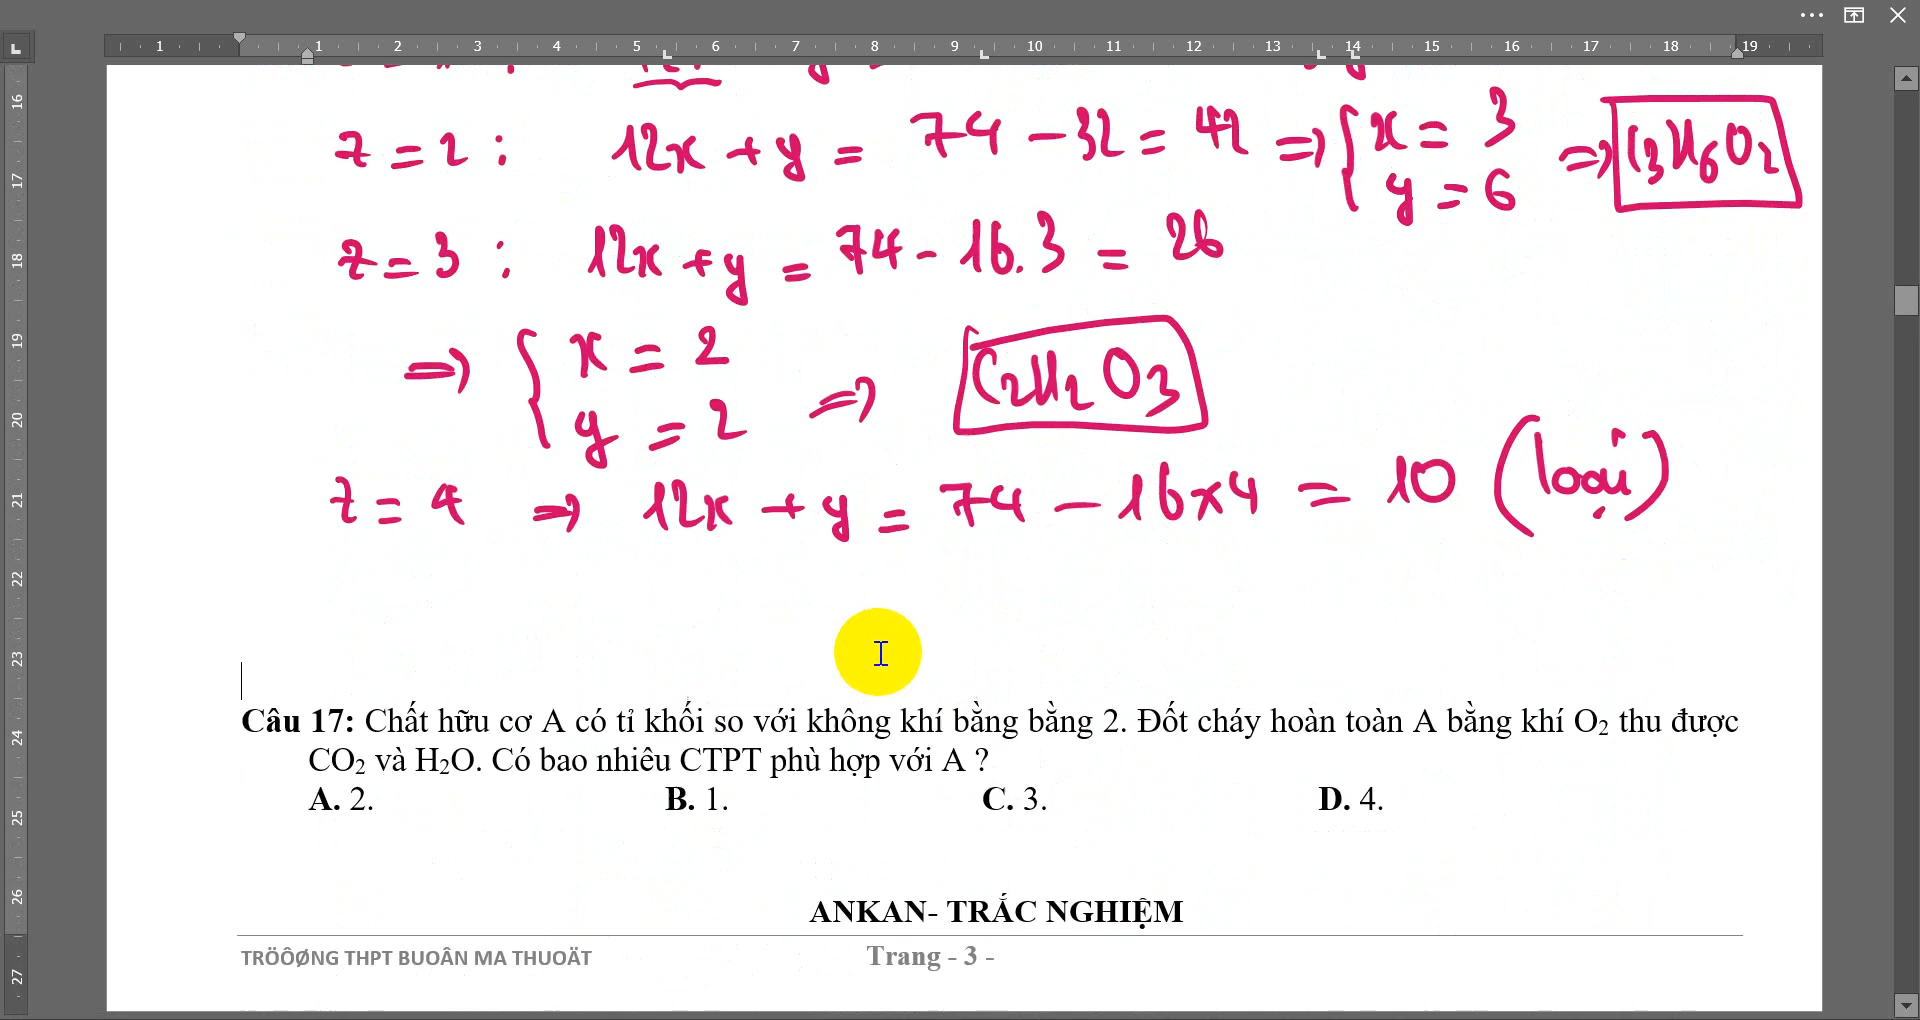 1 1 2 3 4 5 6 7 8 9 10 11 12 13 14 15 16 17 18 19
z = 2 : 12x + y = 74 - 32 = 42 => { x = 3 y = 6 => C3H6O2
z = 3 : 12x + y = 74 - 16.3 = 26
=> { x = 2 y = 2 => C2H2O3
z = 4 => 12x + y = 74 - 16x4 = 10 (loại)
Câu 17: Chất hữu cơ A có tỉ khối so với không khí bằng bằng 2. Đốt cháy hoàn toàn A bằng khí O2 thu được
CO2 và H2O. Có bao nhiêu CTPT phù hợp với A ?
A. 2. B. 1. C. 3. D. 4.
ANKAN- TRẮC NGHIỆM
TRÖÔØNG THPT BUOÂN MA THUOÄT Trang - 3 -
16
17
18
19
20
21
22
23
24
25
26
27